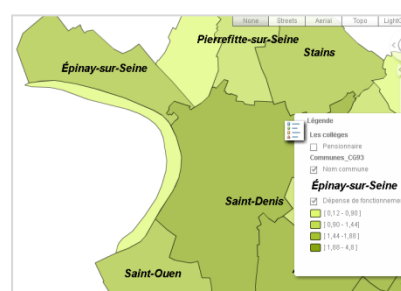 None Streets Aerial Topo
Pierrefitte-sur-Seine
Stains
Épinay-sur-Seine
Légende
Les collèges
Pensionnaire
Communes_CG93
Nom commune
Épinay-sur-Seine
Dépense de fonctionnemen
[ 0,12 - 0,90 [
[ 0,90 - 1,44[
[ 1,44 -1,88 [
[ 1,88 - 4,8 ]
Saint-Denis
Saint-Ouen